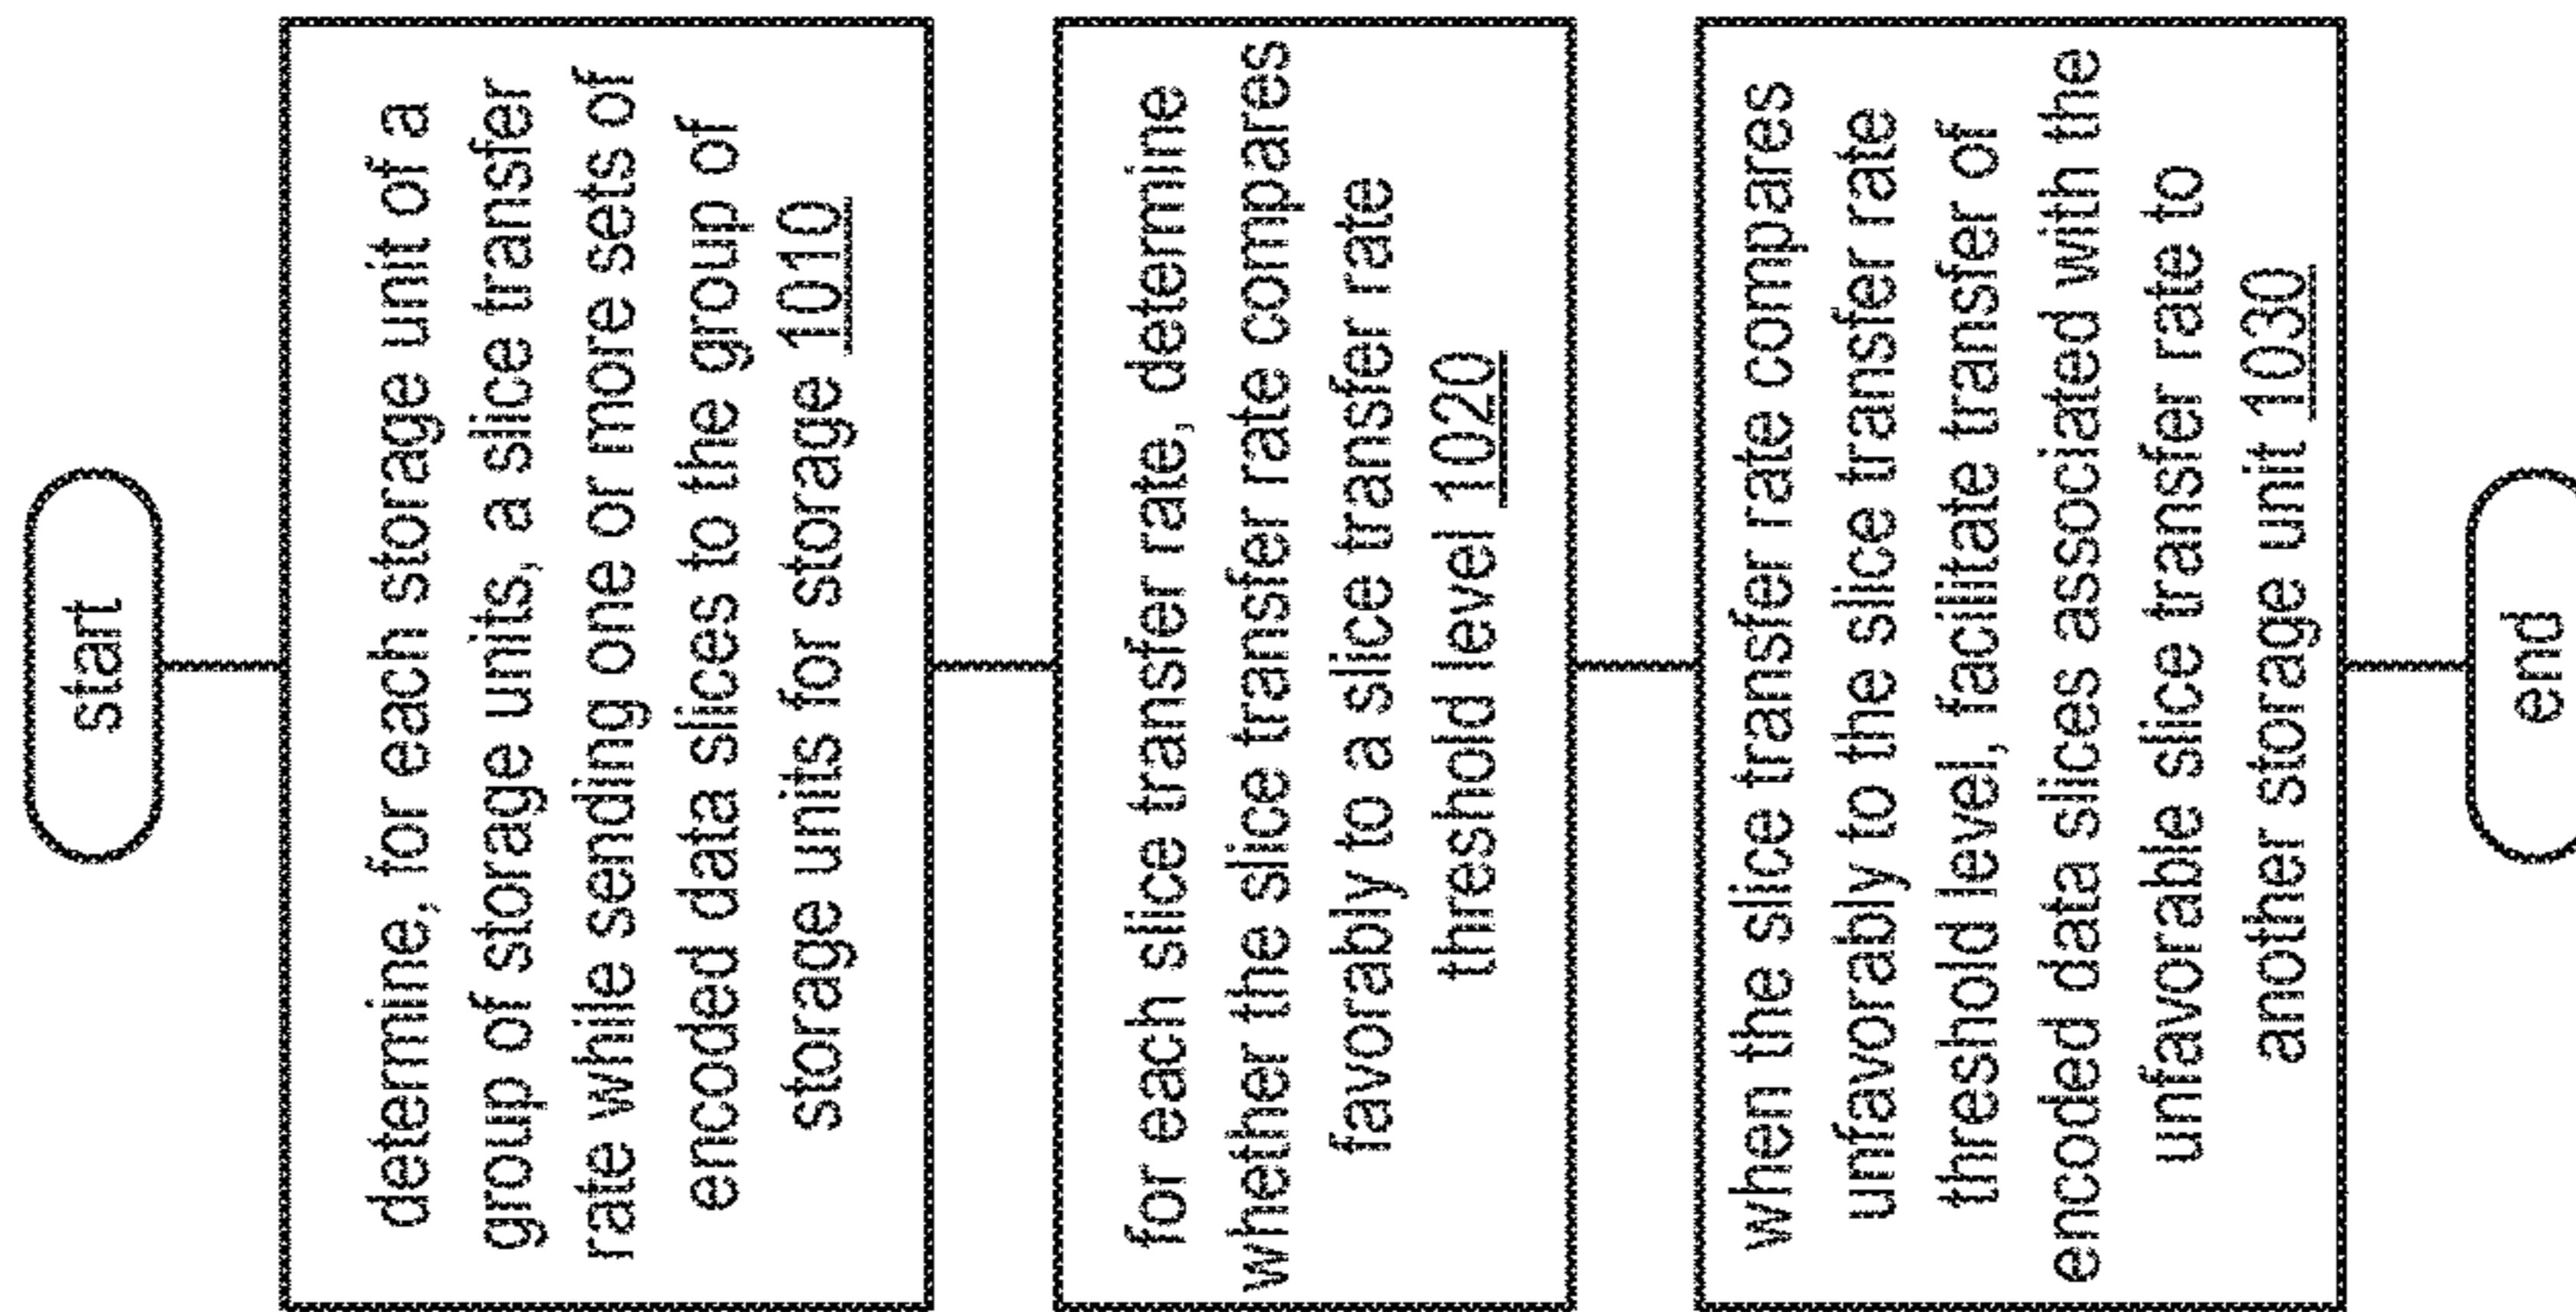 start
determine, for each storage unit of a
group of storage units, a slice transfer
rate while sending one or more sets of
encoded data slices to the group of
storage units for storage 1010
for each slice transfer rate, determine
whether the slice transfer rate compares
favorably to a slice transfer rate
threshold level 1020
when the slice transfer rate compares
unfavorably to the slice transfer rate
threshold level, facilitate transfer of
encoded data slices associated with the
unfavorable slice transfer rate to
another storage unit 1030
end